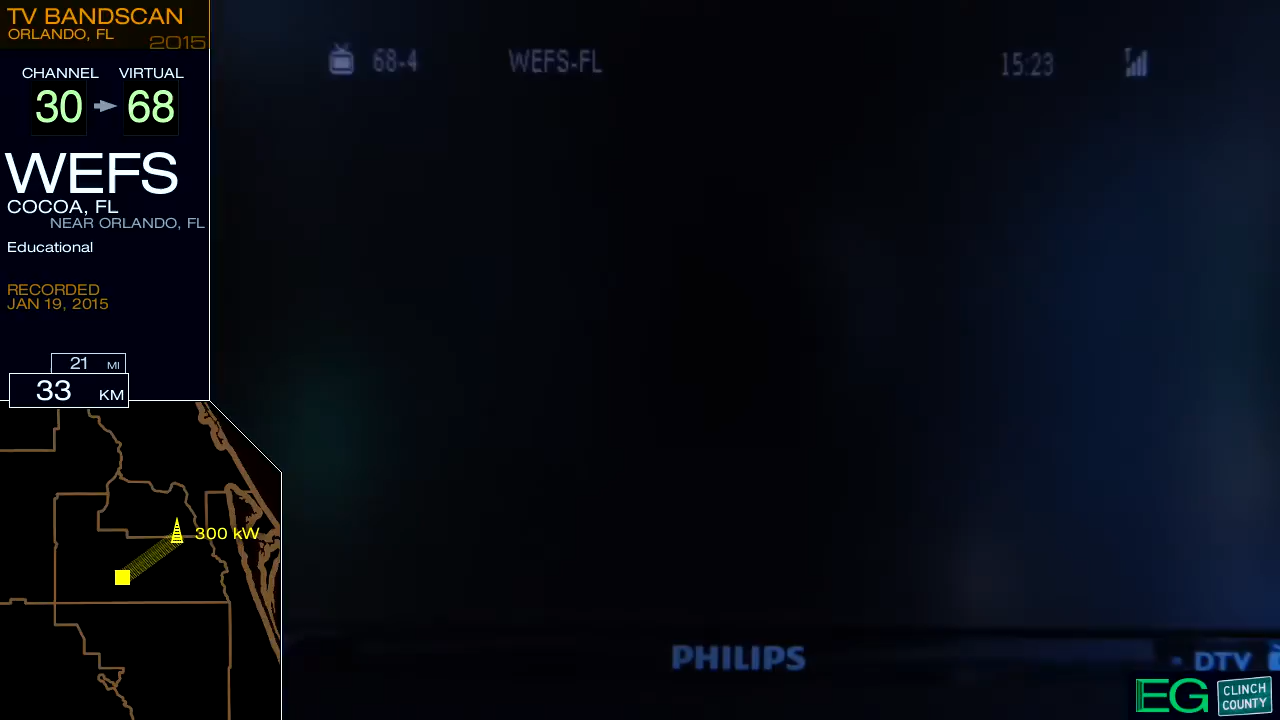 TV BANDSCAN
ORLANDO, FL
2015
CHANNEL VIRTUAL
30 68
WEFS
COCOA, FL
NEAR ORLANDO, FL
Educational
RECORDED
JAN 19, 2015
21 MI
33 KM
300 kW
68-4 WEFS-FL 15:23
PHILIPS
DTV
EG CLINCH
COUNTY